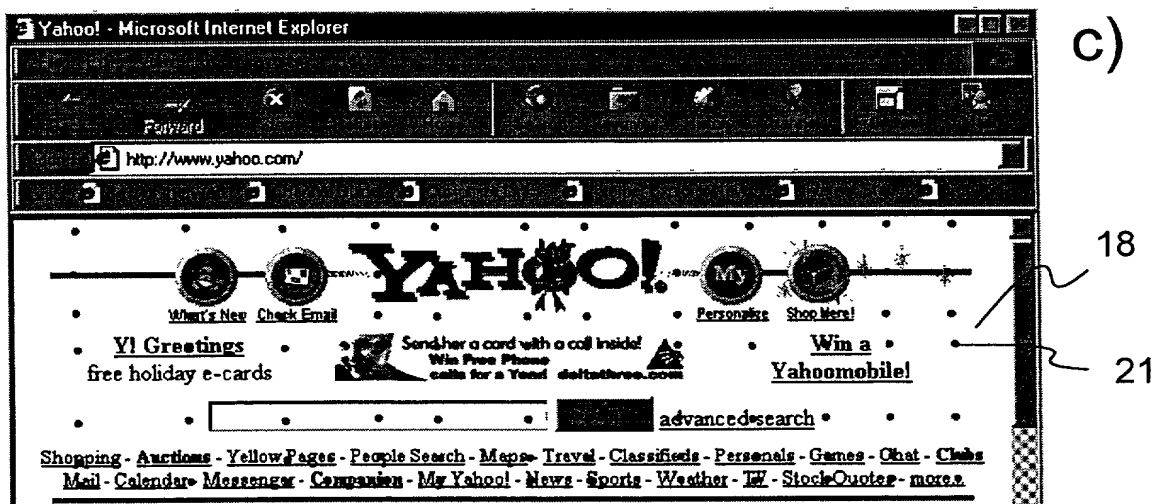 Yahoo! - Microsoft Internet Explorer
c)
Forward
http://www.yahoo.com/
18
YAHOO!
My
What's New Check Email Personalize Shop Here!
Y! Greetings
free holiday e-cards
Send her a card with a call inside!
Win Free Phone
calls for a Year! deltathree.com
Win a
Yahoomobile!
21
advanced search
Shopping - Auctions - Yellow Pages - People Search - Maps - Travel - Classifieds - Personals - Games - Chat - Clubs
Mail - Calendar - Messenger - Companion - My Yahoo! - News - Sports - Weather - TV - Stock Quotes - more...